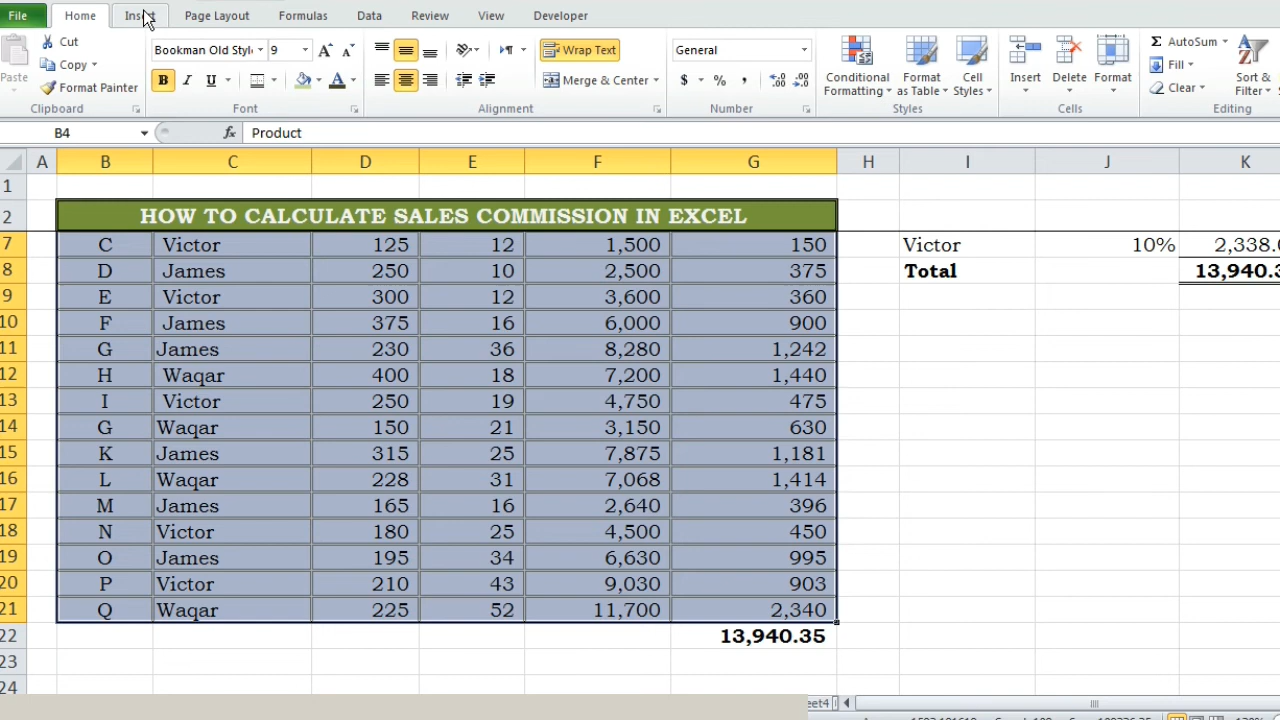 File Home Insert Page Layout Formulas Data Review View Developer
Paste Cut Copy Format Painter Clipboard
Bookman Old Styl 9 A A B I U A Font
Wrap Text Merge & Center Alignment
General $ % , Number
Conditional Formatting Format as Table Cell Styles Styles
Insert Delete Format Cells
Σ AutoSum Fill Clear Sort & Filter Editing
B4 fx Product
A B C D E F G H I J K
1
2 HOW TO CALCULATE SALES COMMISSION IN EXCEL
7 C Victor 125 12 1,500 150 Victor 10% 2,338.0
8 D James 250 10 2,500 375 Total 13,940.3
9 E Victor 300 12 3,600 360
10 F James 375 16 6,000 900
11 G James 230 36 8,280 1,242
12 H Waqar 400 18 7,200 1,440
13 I Victor 250 19 4,750 475
14 G Waqar 150 21 3,150 630
15 K James 315 25 7,875 1,181
16 L Waqar 228 31 7,068 1,414
17 M James 165 16 2,640 396
18 N Victor 180 25 4,500 450
19 O James 195 34 6,630 995
20 P Victor 210 43 9,030 903
21 Q Waqar 225 52 11,700 2,340
22 13,940.35
23
24
eet4